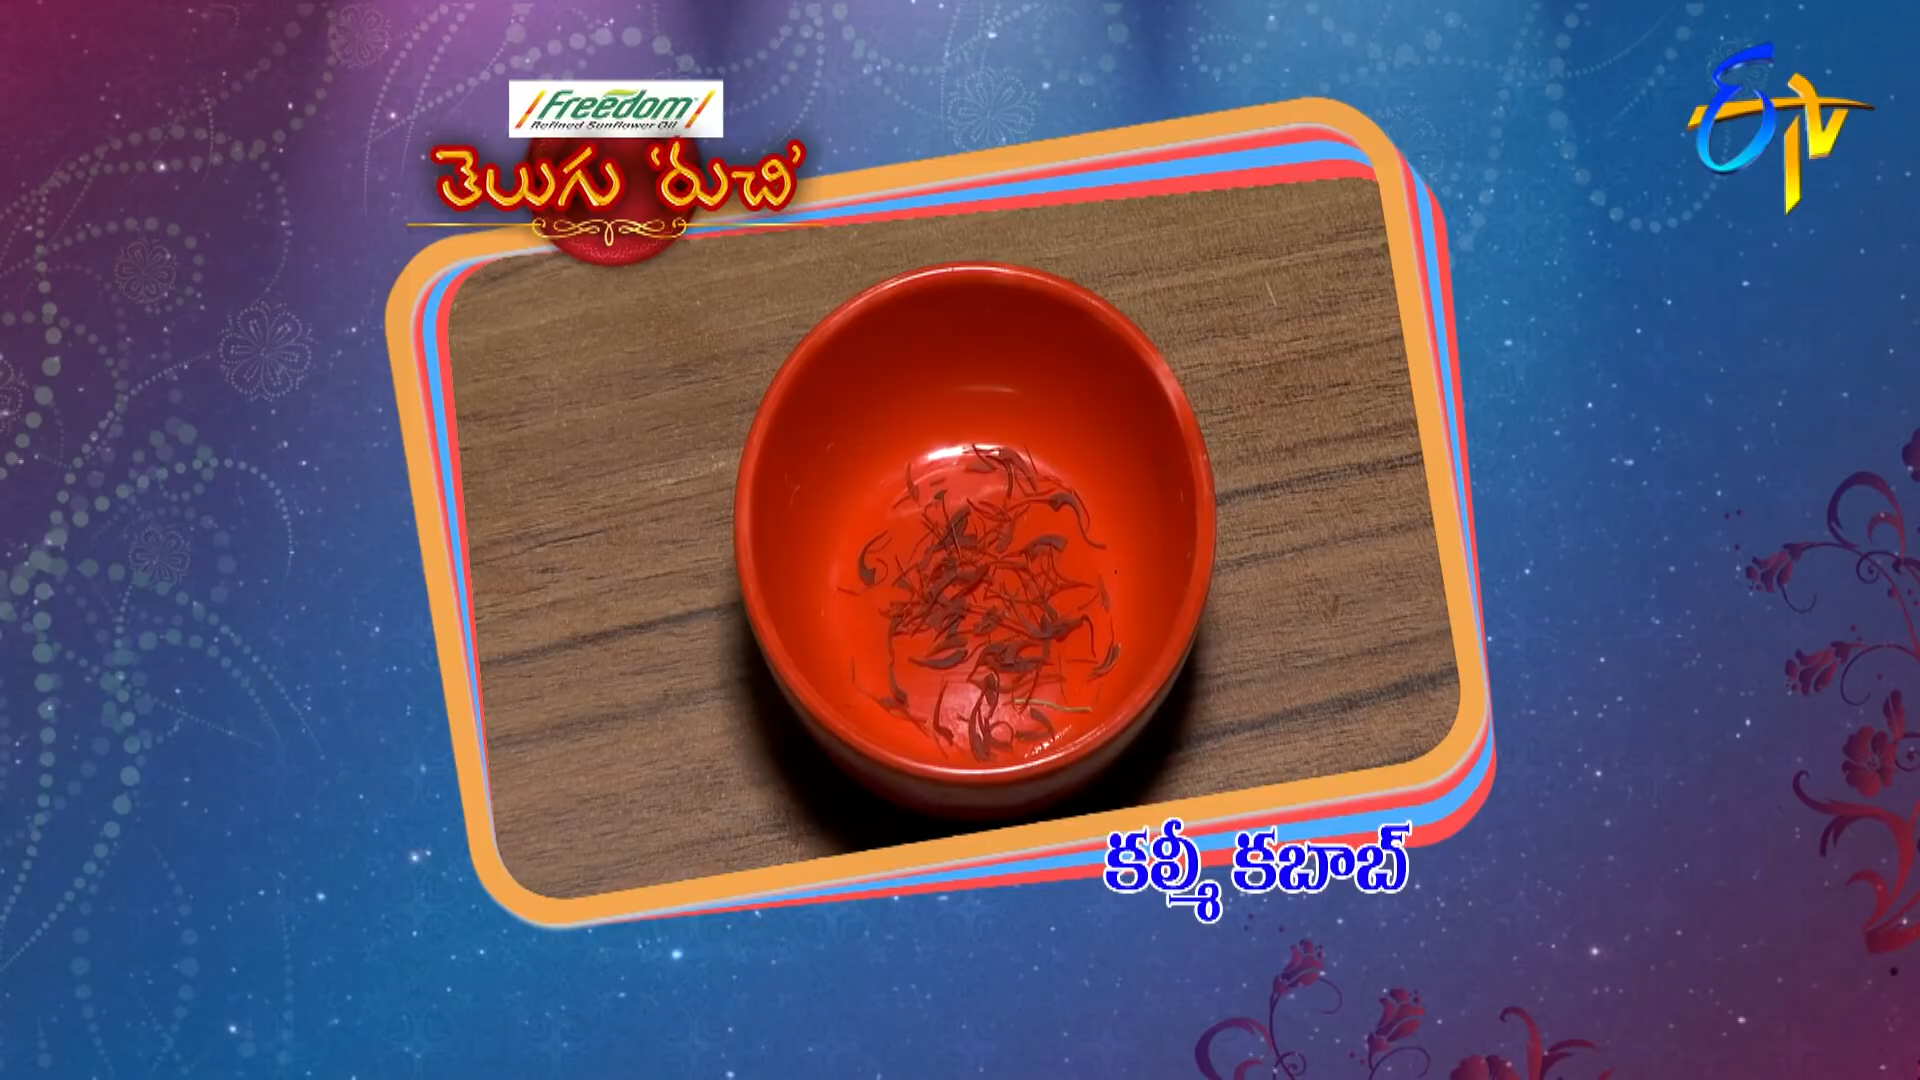 Freedom
Refined Sunflower Oil
తెలుగు 'రుచి'
ETV
కల్మీ కబాబ్